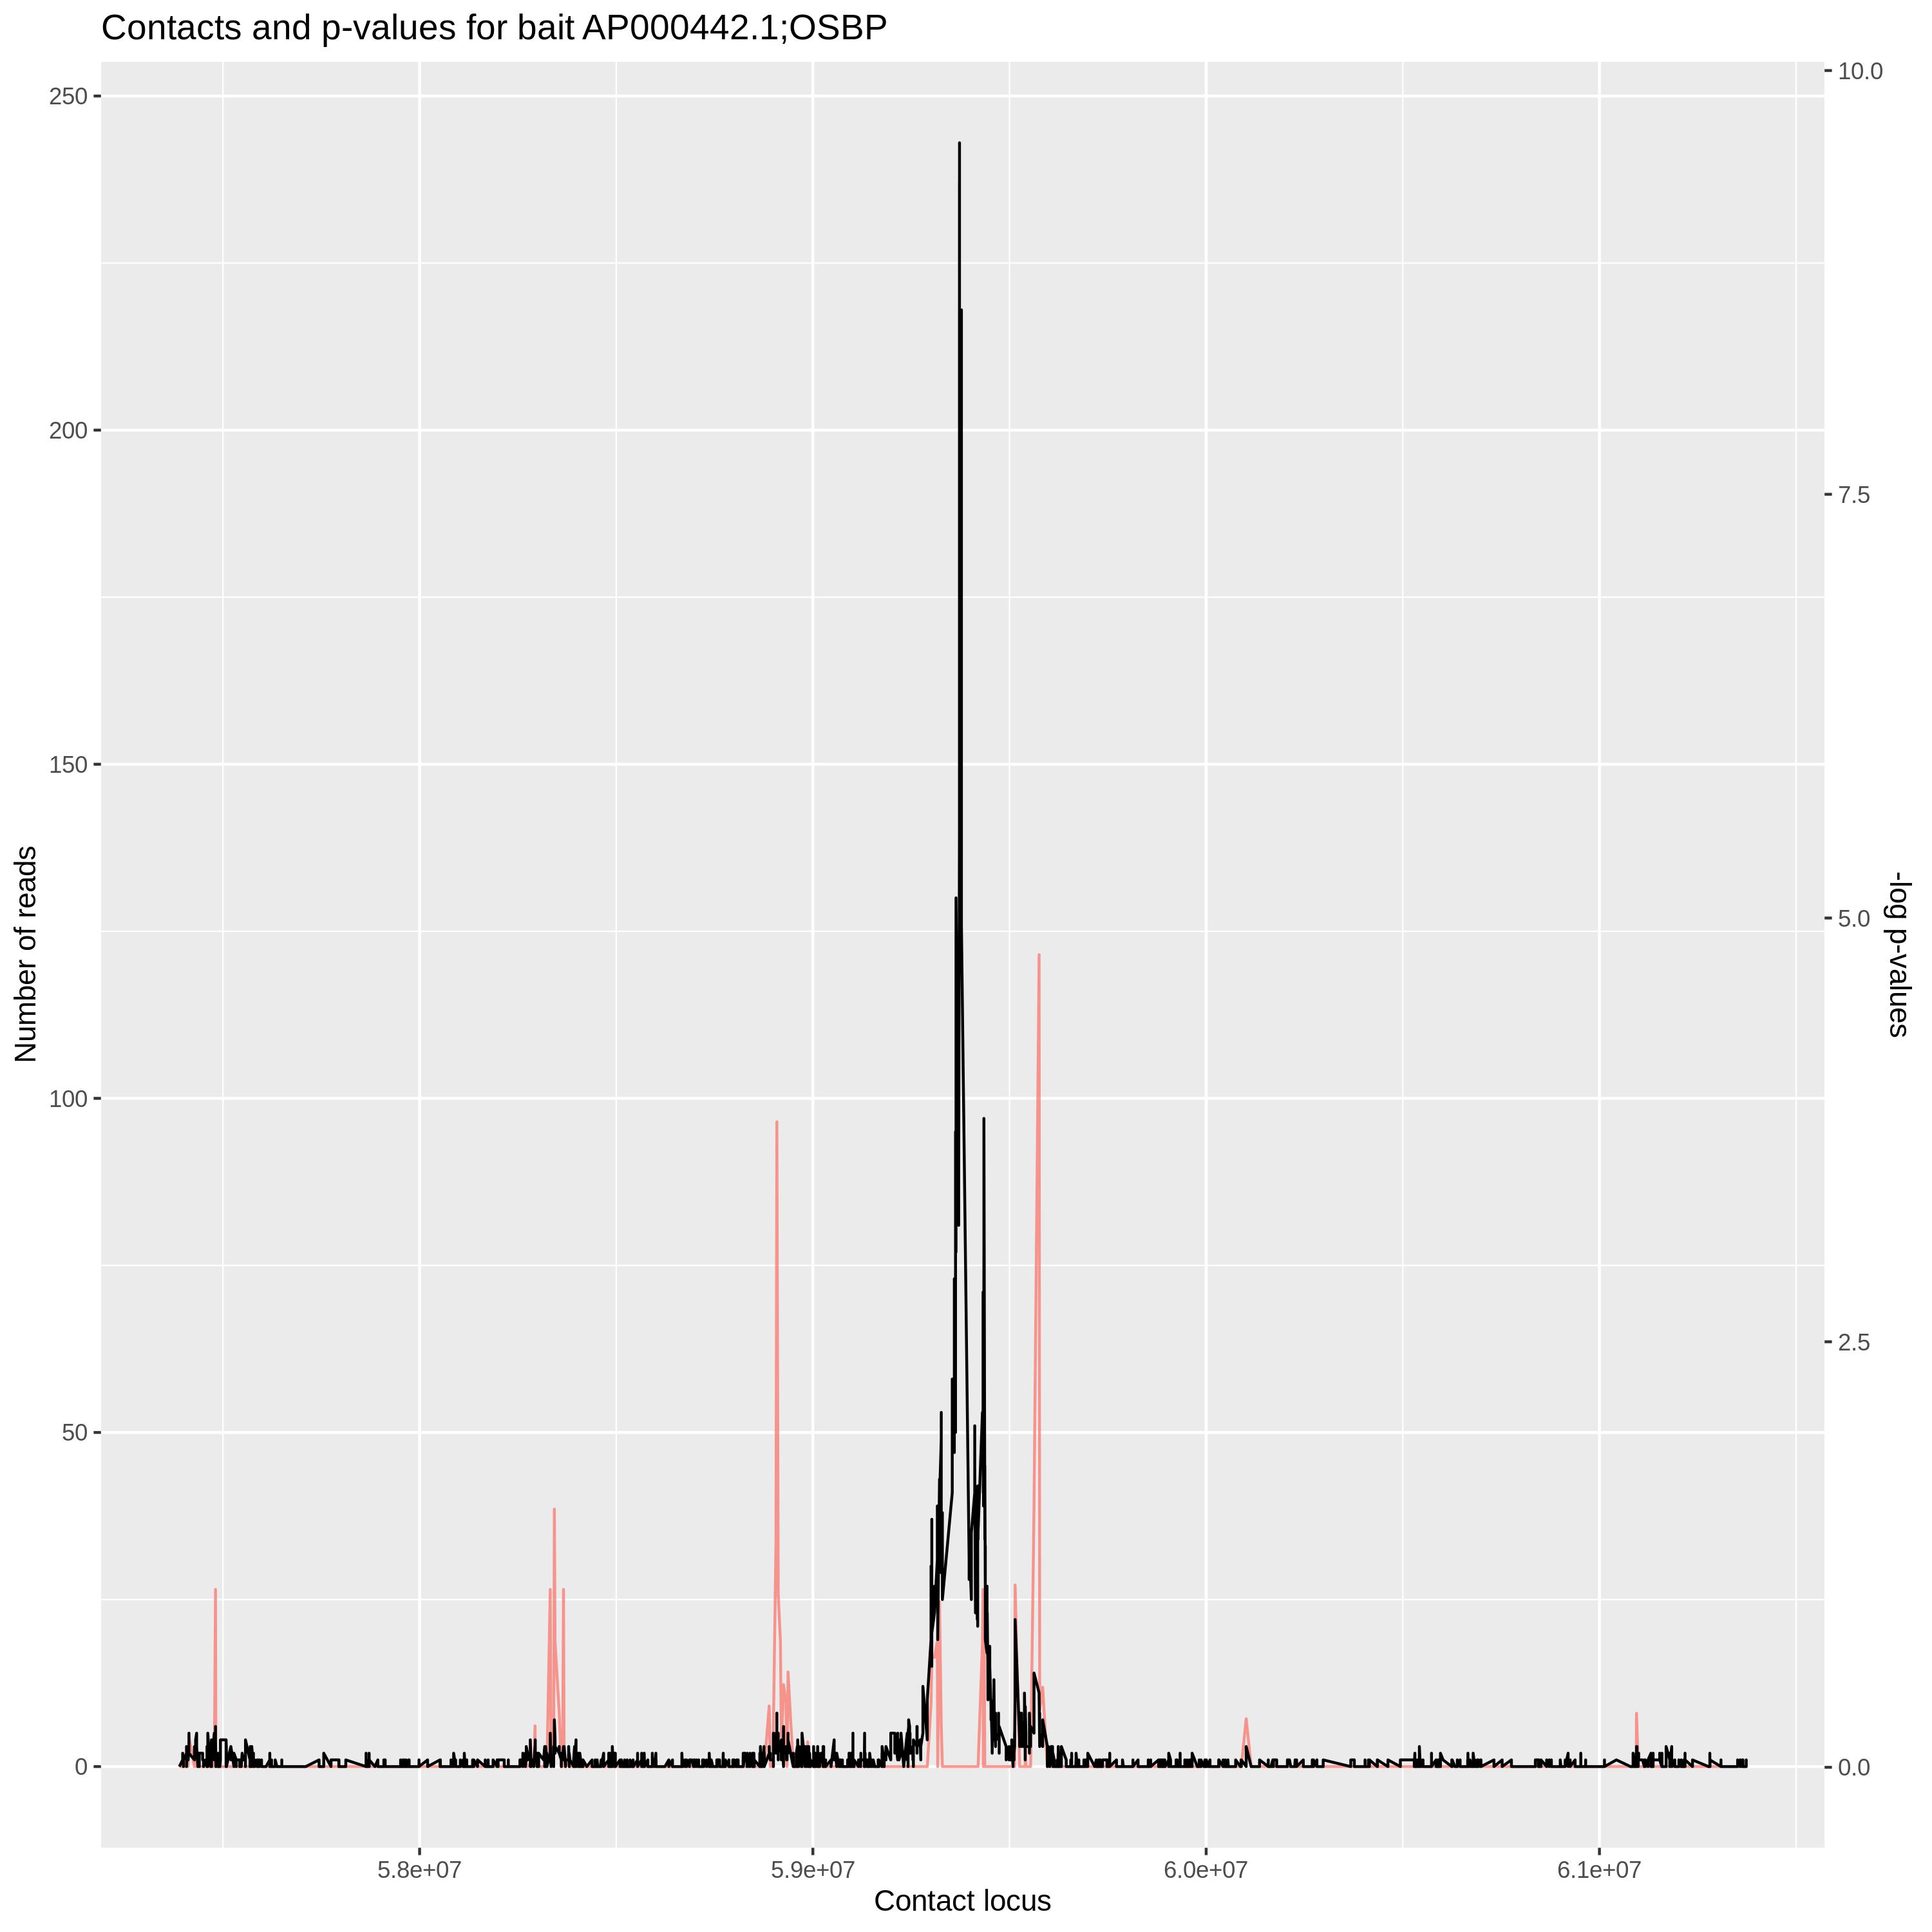 Contacts and p-values for bait AP000442.1;OSBP
250
200
150
100
50
0
Number of reads
10.0
7.5
5.0
2.5
0.0
-log p-values
5.8e+07
5.9e+07
6.0e+07
6.1e+07
Contact locus